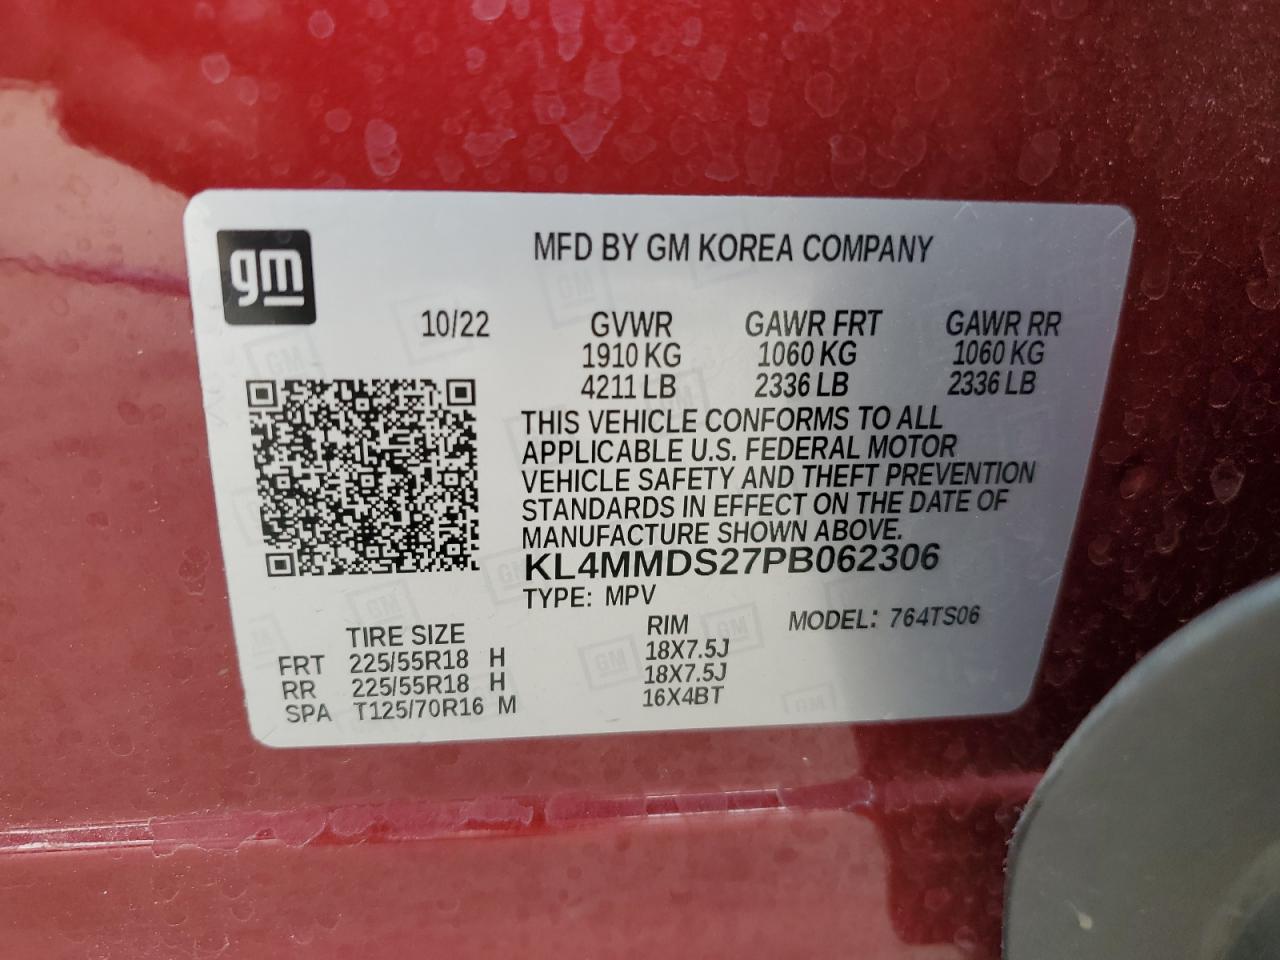 gm
MFD BY GM KOREA COMPANY
10/22 GVWR GAWR FRT GAWR RR
1910 KG 1060 KG 1060 KG
4211 LB 2336 LB 2336 LB
THIS VEHICLE CONFORMS TO ALL
APPLICABLE U.S. FEDERAL MOTOR
VEHICLE SAFETY AND THEFT PREVENTION
STANDARDS IN EFFECT ON THE DATE OF
MANUFACTURE SHOWN ABOVE.
KL4MMDS27PB062306
TYPE: MPV
TIRE SIZE RIM MODEL: 764TS06
FRT 225/55R18 H 18X7.5J
RR 225/55R18 H 18X7.5J
SPA T125/70R16 M 16X4BT